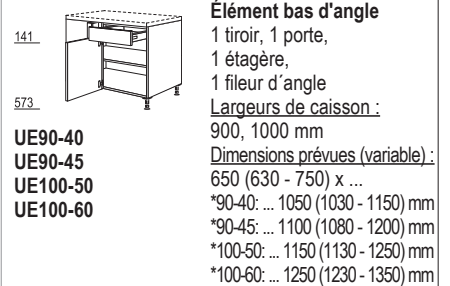 141
573
UE90-40
UE90-45
UE100-50
UE100-60
Élément bas d'angle
1 tiroir, 1 porte,
1 étagère,
1 fileur d´angle
Largeurs de caisson :
900, 1000 mm
Dimensions prévues (variable) :
650 (630 - 750) x ...
*90-40: ... 1050 (1030 - 1150) mm
*90-45: ... 1100 (1080 - 1200) mm
*100-50: ... 1150 (1130 - 1250) mm
*100-60: ... 1250 (1230 - 1350) mm